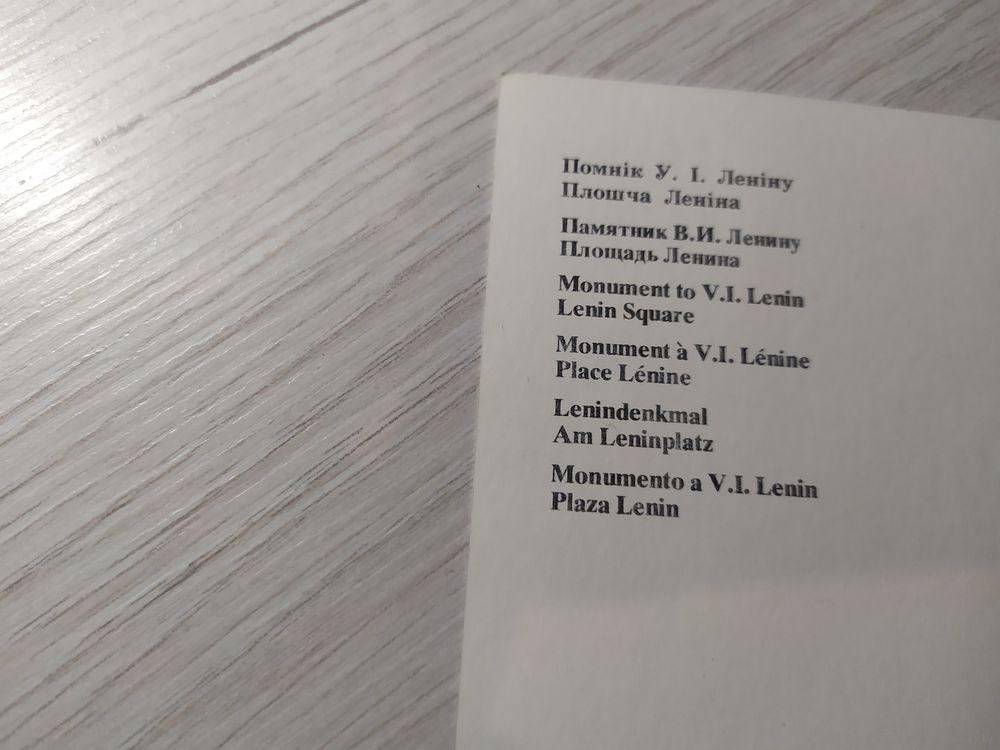 Помнік У. І. Леніну
Плошча Леніна
Памятник В.И. Ленину
Площадь Ленина
Monument to V.I. Lenin
Lenin Square
Monument à V.I. Lénine
Place Lénine
Lenindenkmal
Am Leninplatz
Monumento a V.I. Lenin
Plaza Lenin